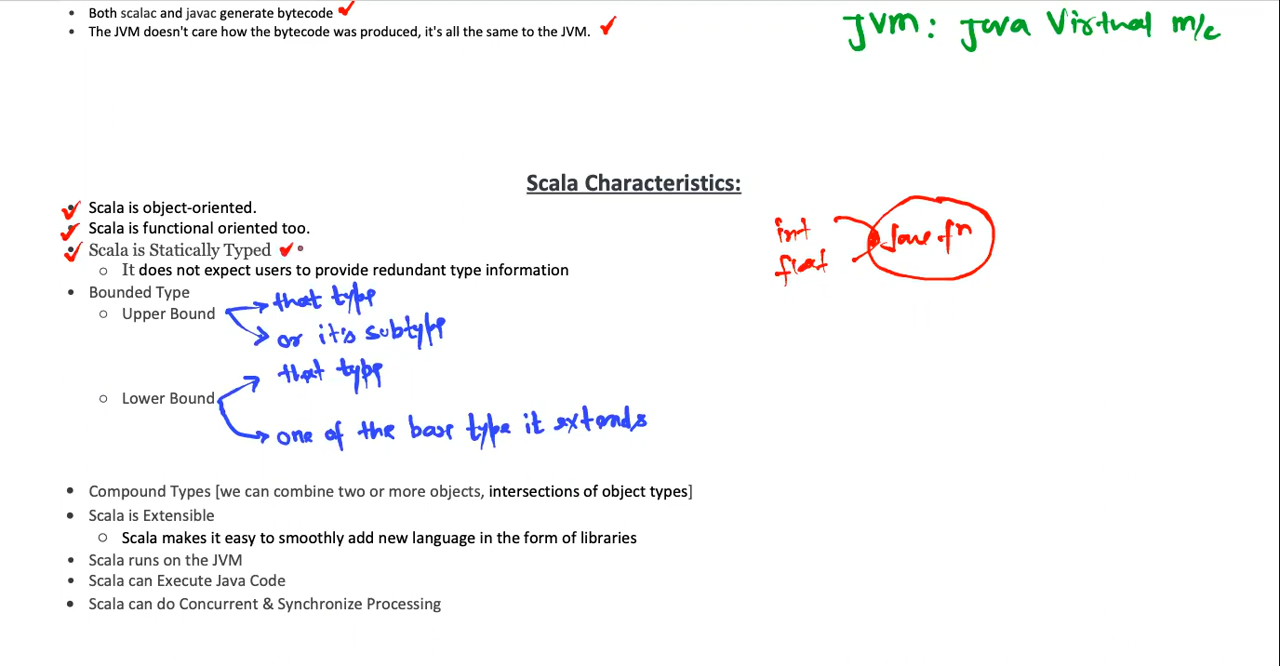 Both scalac and javac generate bytecode
The JVM doesn't care how the bytecode was produced, it's all the same to the JVM.
JVM: Java Virtual m/c
Scala Characteristics:
Scala is object-oriented.
Scala is functional oriented too.
Scala is Statically Typed
It does not expect users to provide redundant type information
int
float
fn
Bounded Type
Upper Bound
that type
or it's subtype
Lower Bound
that type
one of the base type it extends
Compound Types [we can combine two or more objects, intersections of object types]
Scala is Extensible
Scala makes it easy to smoothly add new language in the form of libraries
Scala runs on the JVM
Scala can Execute Java Code
Scala can do Concurrent & Synchronize Processing